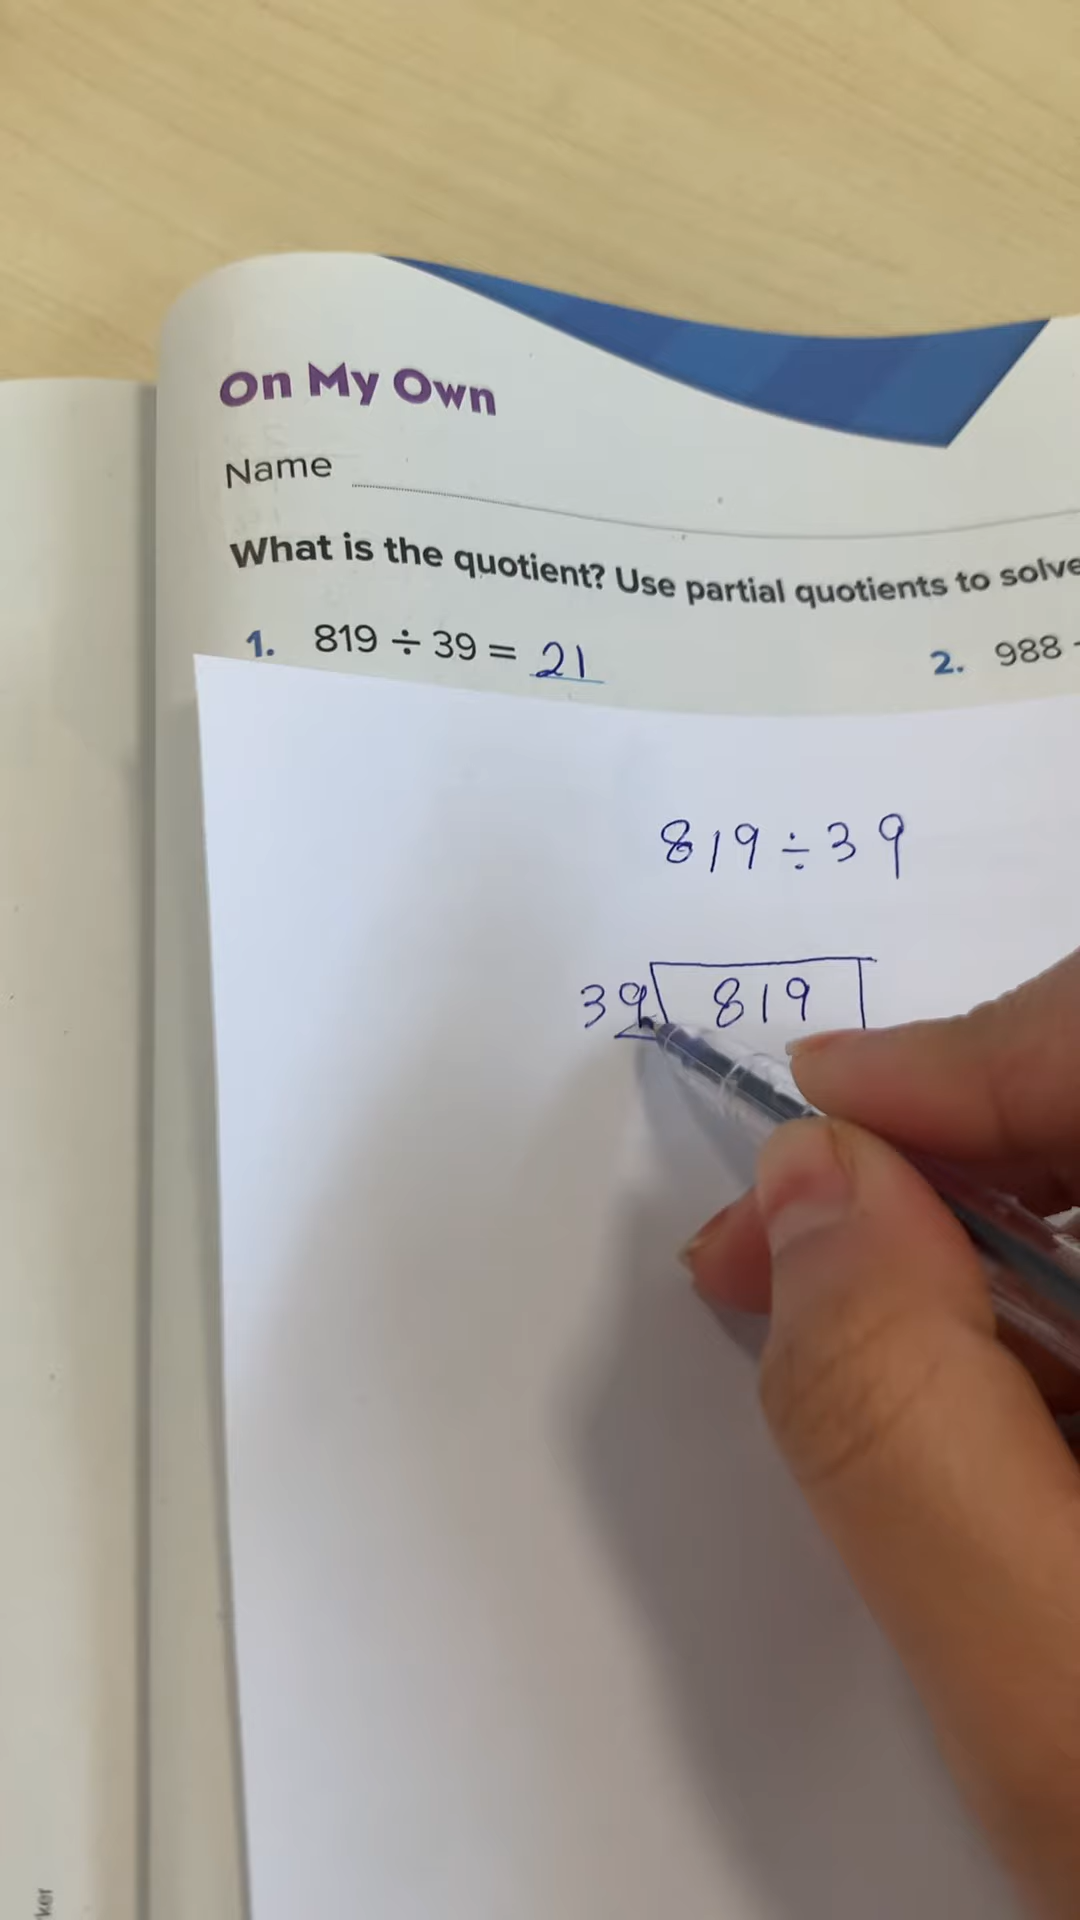 On My Own
Name
What is the quotient? Use partial quotients to solve
1. 819 ÷ 39 = 21
2. 988
819 ÷ 39
39 819